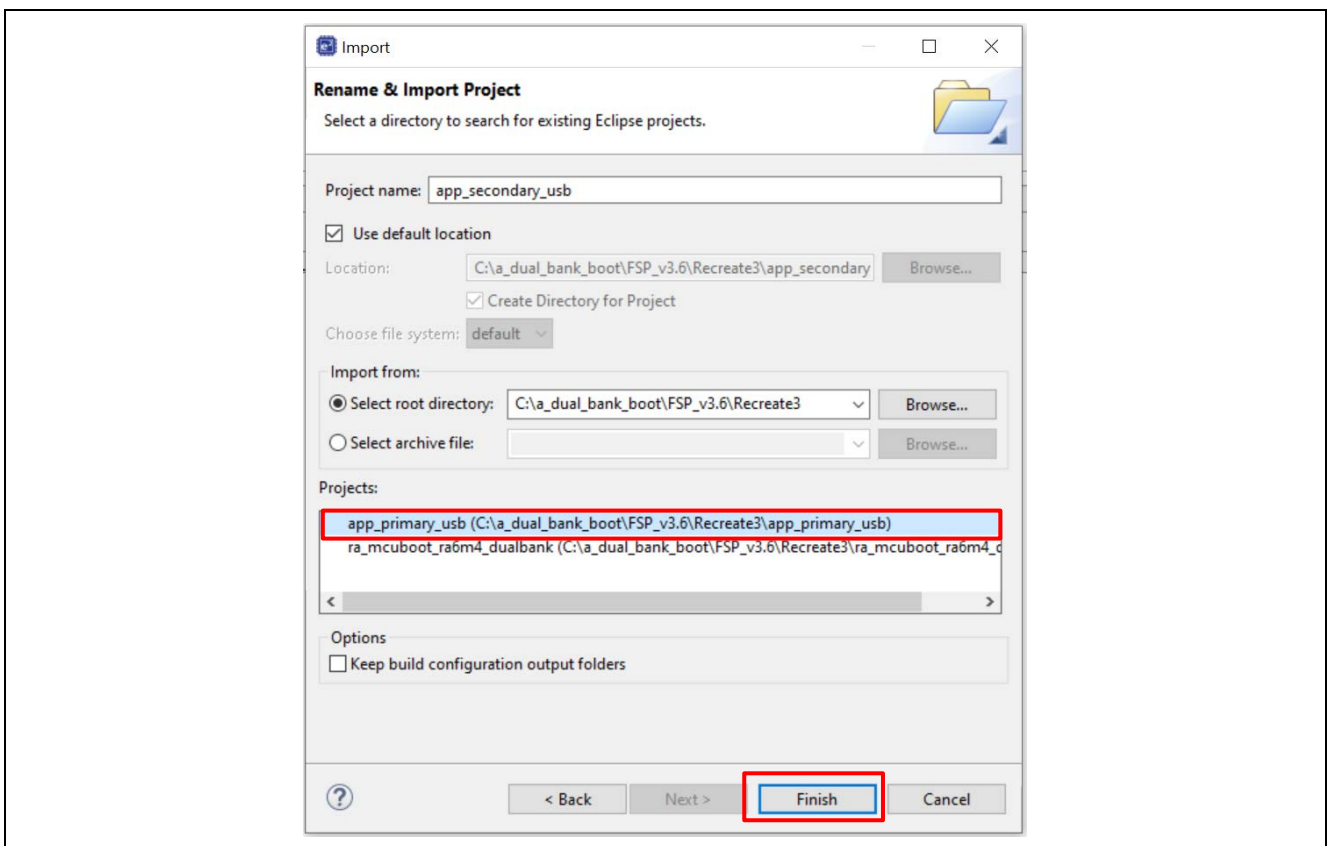 Import
Rename & Import Project
Select a directory to search for existing Eclipse projects.
Project name: app_secondary_usb
Use default location
Location: C:\a_dual_bank_boot\FSP_v3.6\Recreate3\app_secondary Browse...
Create Directory for Project
Choose file system: default
Import from:
Select root directory: C:\a_dual_bank_boot\FSP_v3.6\Recreate3 Browse...
Select archive file: Browse...
Projects:
app_primary_usb (C:\a_dual_bank_boot\FSP_v3.6\Recreate3\app_primary_usb)
ra_mcuboot_ra6m4_dualbank (C:\a_dual_bank_boot\FSP_v3.6\Recreate3\ra_mcuboot_ra6m4_d
Options
Keep build configuration output folders
? < Back Next > Finish Cancel